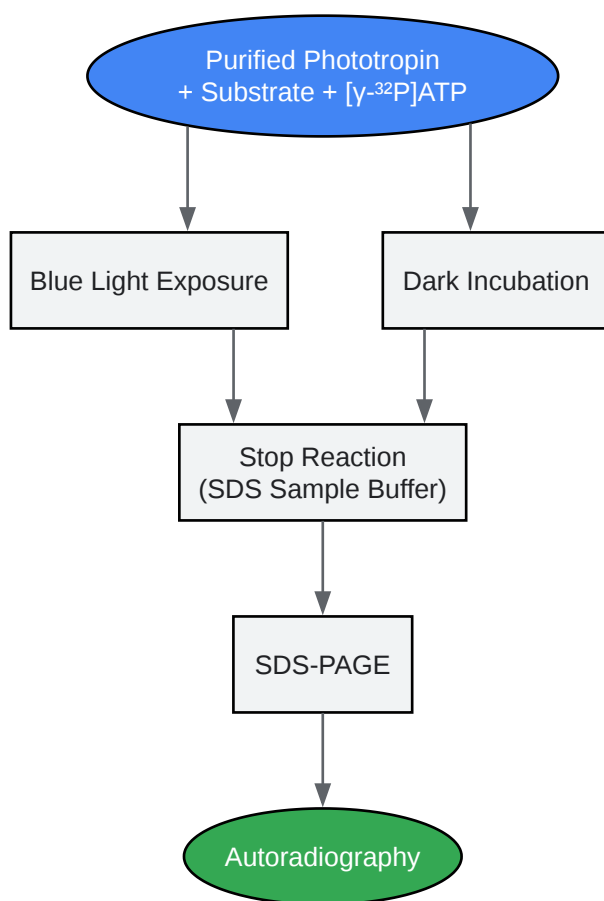 Purified Phototropin
+ Substrate + [γ-³²P]ATP
Blue Light Exposure
Dark Incubation
Stop Reaction
(SDS Sample Buffer)
SDS-PAGE
Autoradiography